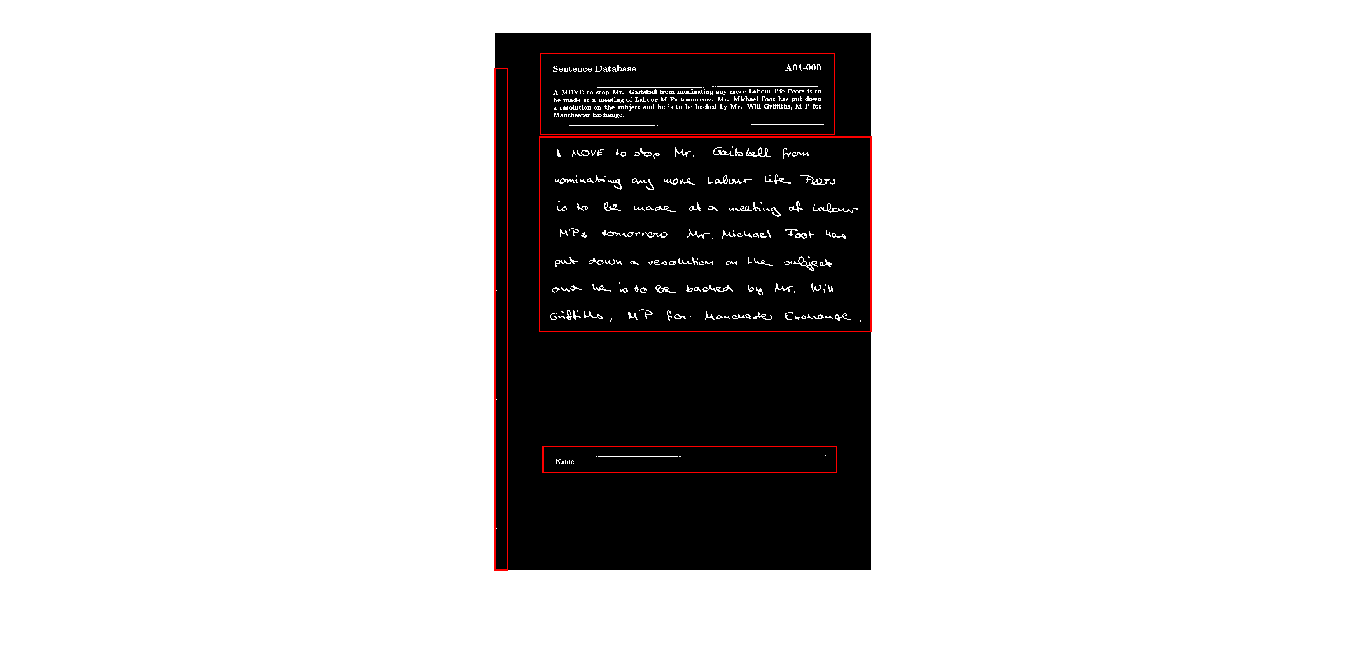 Sentence Database A01-000
A MOVE to stop Mr. Gaitskell from nominating any more Labour Life Peers is to
be made at a meeting of Labour M Ps tomorrow. Mr. Michael Foot has put down
a resolution on the subject and he is to be backed by Mr. Will Griffiths, M P for
Manchester Exchange.
A MOVE to stop Mr. Gaitskell from
nominating any more Labour Life Peers
is to be made at a meeting of Labour
MPs tomorrow. Mr. Michael Foot has
put down a resolution on the subject
and he is to be backed by Mr. Will
Griffiths, MP for Manchester Exchange.
Name